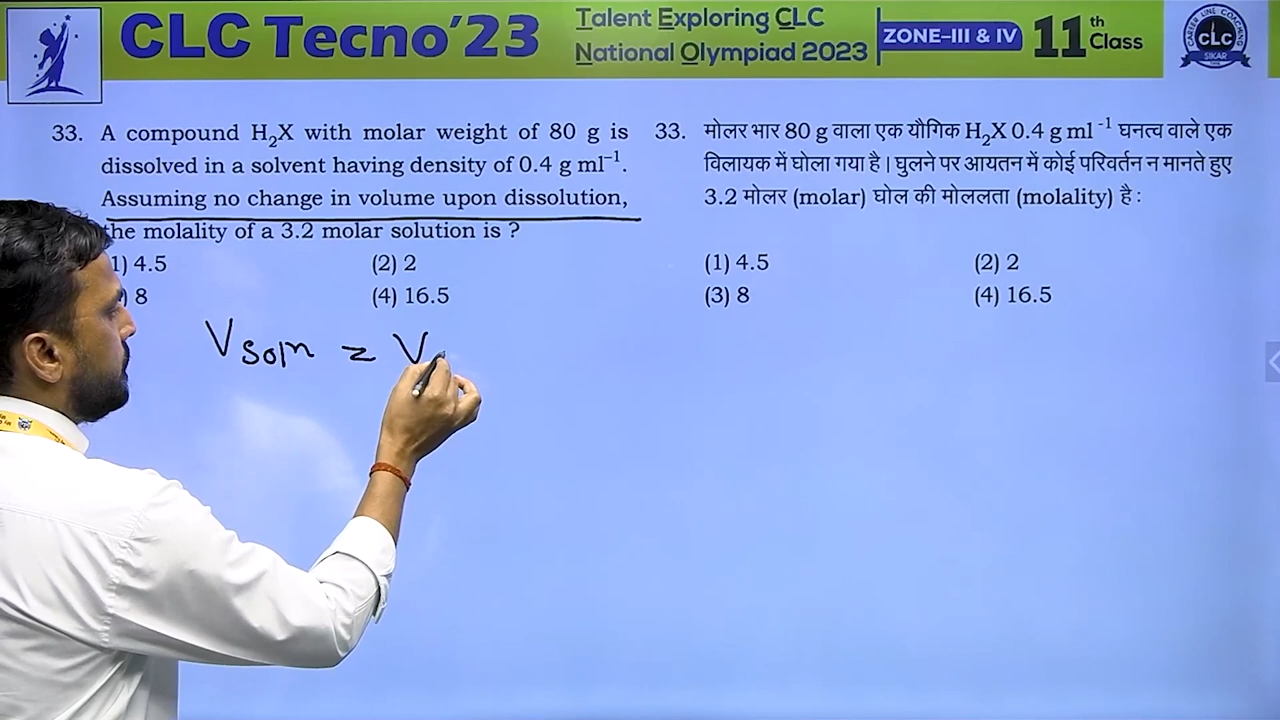 CLC Tecno'23
Talent Exploring CLC
National Olympiad 2023
ZONE–III & IV
11th Class
CAREER LINE COACHING
CLC
SIKAR
33. A compound H₂X with molar weight of 80 g is
dissolved in a solvent having density of 0.4 g ml⁻¹.
Assuming no change in volume upon dissolution,
the molality of a 3.2 molar solution is ?
1) 4.5 (2) 2
) 8 (4) 16.5
V soln = V
33. मोलर भार 80 g वाला एक यौगिक H₂X 0.4 g ml⁻¹ घनत्व वाले एक
विलायक में घोला गया है। घुलने पर आयतन में कोई परिवर्तन न मानते हुए
3.2 मोलर (molar) घोल की मोललता (molality) है :
(1) 4.5 (2) 2
(3) 8 (4) 16.5